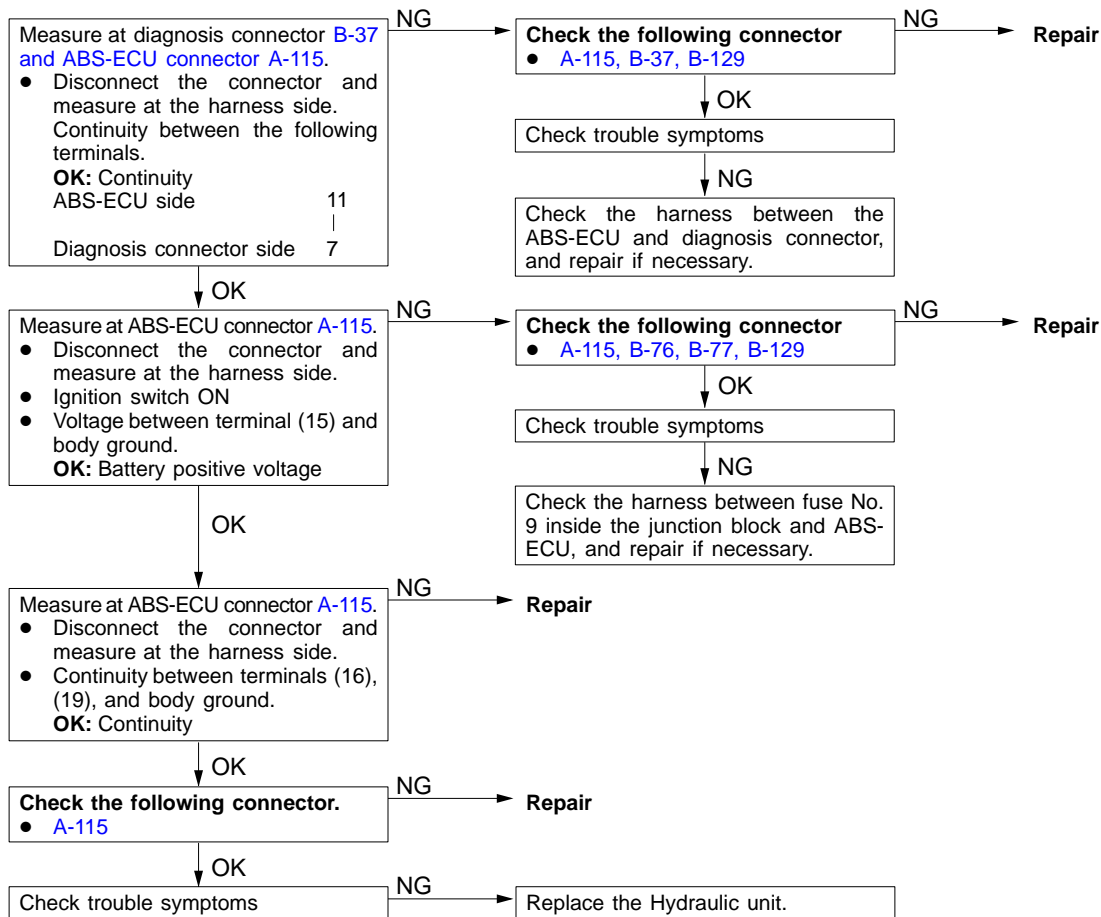 Measure at diagnosis connector B-37
and ABS-ECU connector A-115.
● Disconnect the connector and
measure at the harness side.
Continuity between the following
terminals.
OK: Continuity
ABS-ECU side 11
|
Diagnosis connector side 7
NG
Check the following connector
● A-115, B-37, B-129
NG
Repair
OK
Check trouble symptoms
NG
Check the harness between the
ABS-ECU and diagnosis connector,
and repair if necessary.
OK
Measure at ABS-ECU connector A-115.
● Disconnect the connector and
measure at the harness side.
● Ignition switch ON
● Voltage between terminal (15) and
body ground.
OK: Battery positive voltage
NG
Check the following connector
● A-115, B-76, B-77, B-129
NG
Repair
OK
Check trouble symptoms
NG
Check the harness between fuse No.
9 inside the junction block and ABS-
ECU, and repair if necessary.
OK
Measure at ABS-ECU connector A-115.
● Disconnect the connector and
measure at the harness side.
● Continuity between terminals (16),
(19), and body ground.
OK: Continuity
NG
Repair
OK
Check the following connector.
● A-115
NG
Repair
OK
Check trouble symptoms
NG
Replace the Hydraulic unit.